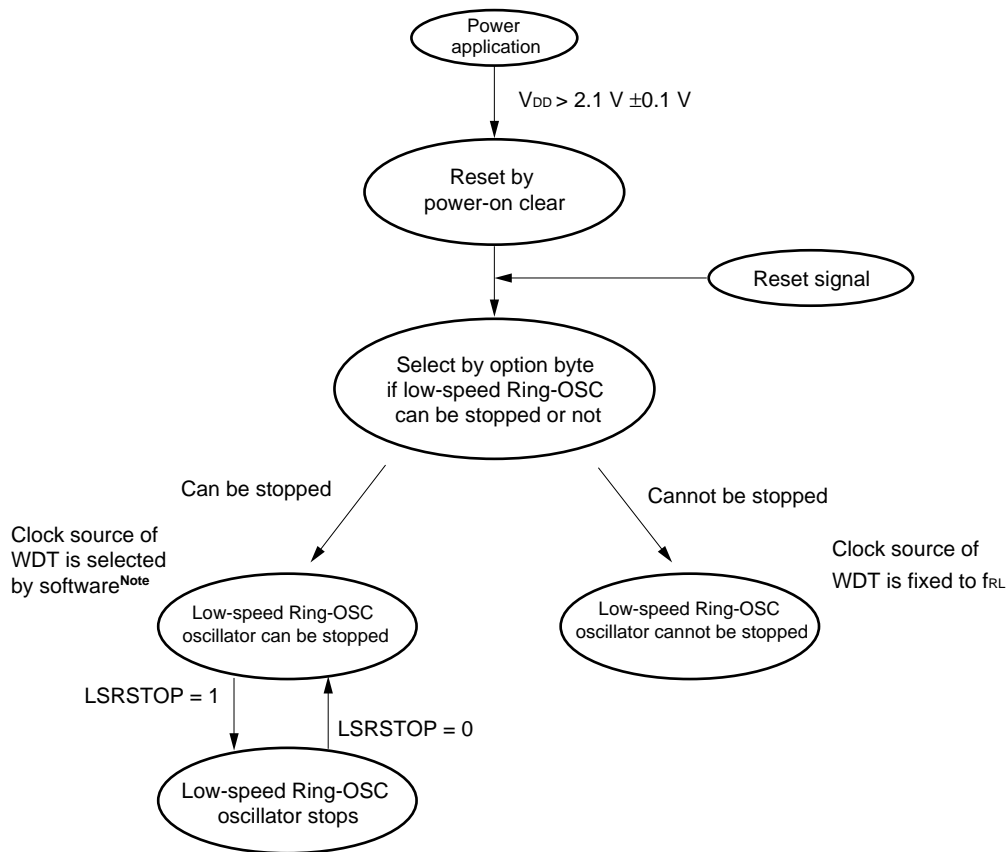 Power
application
VDD > 2.1 V ±0.1 V
Reset by
power-on clear
Reset signal
Select by option byte
if low-speed Ring-OSC
can be stopped or not
Can be stopped
Cannot be stopped
Clock source of
WDT is selected
by softwareNote
Clock source of
WDT is fixed to fRL
Low-speed Ring-OSC
oscillator can be stopped
Low-speed Ring-OSC
oscillator cannot be stopped
LSRSTOP = 1
LSRSTOP = 0
Low-speed Ring-OSC
oscillator stops